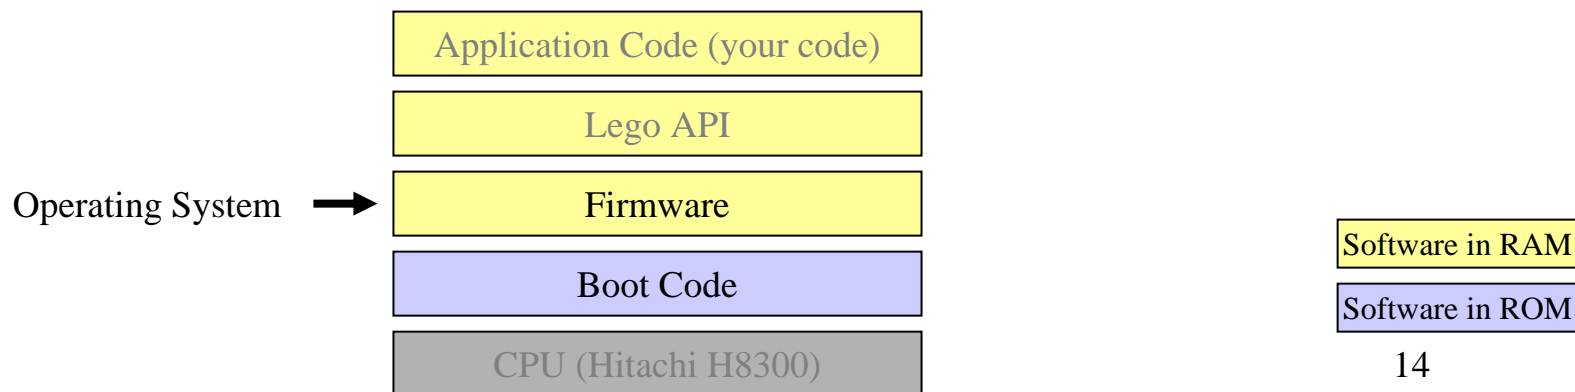 Application Code (your code)
Lego API
Operating System
Firmware
Boot Code
CPU (Hitachi H8300)
Software in RAM
Software in ROM
14